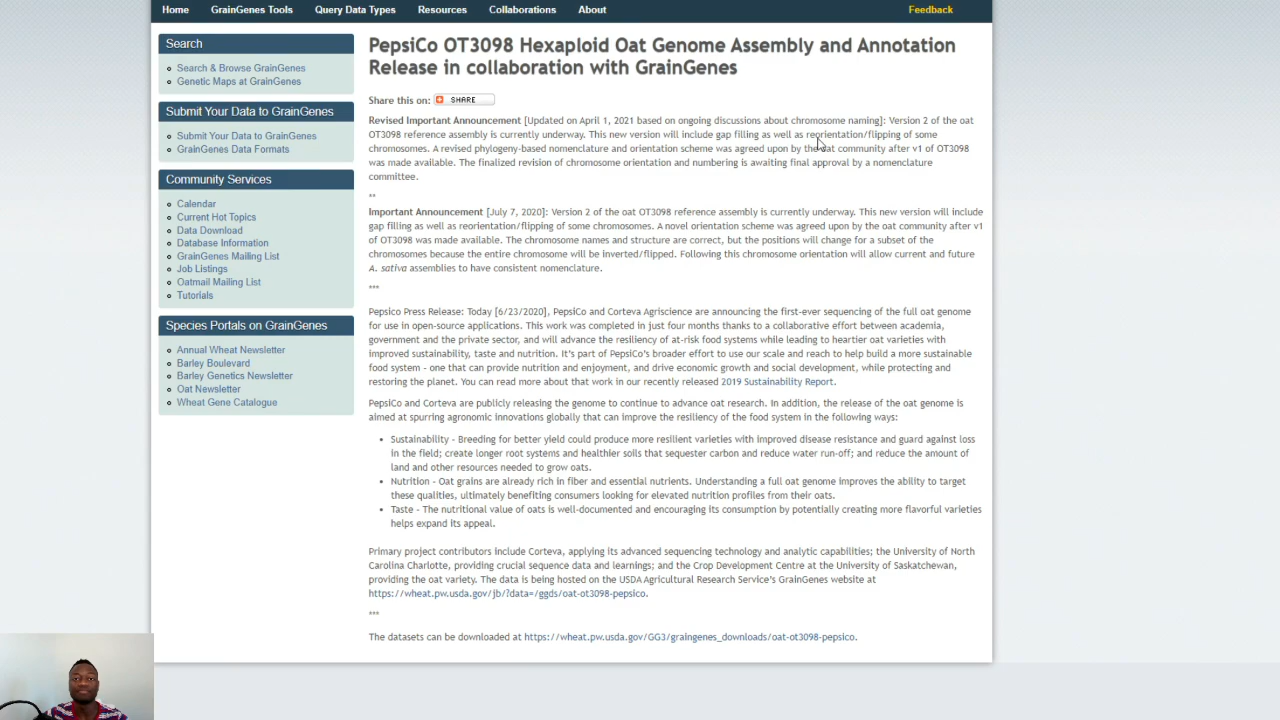 Home GrainGenes Tools Query Data Types Resources Collaborations About Feedback
Search
Search & Browse GrainGenes
Genetic Maps at GrainGenes
Submit Your Data to GrainGenes
Submit Your Data to GrainGenes
GrainGenes Data Formats
Community Services
Calendar
Current Hot Topics
Data Download
Database Information
GrainGenes Mailing List
Job Listings
Oatmail Mailing List
Tutorials
Species Portals on GrainGenes
Annual Wheat Newsletter
Barley Boulevard
Barley Genetics Newsletter
Oat Newsletter
Wheat Gene Catalogue
PepsiCo OT3098 Hexaploid Oat Genome Assembly and Annotation
Release in collaboration with GrainGenes
Share this on: SHARE
Revised Important Announcement [Updated on April 1, 2021 based on ongoing discussions about chromosome naming]: Version 2 of the oat
OT3098 reference assembly is currently underway. This new version will include gap filling as well as reorientation/flipping of some
chromosomes. A revised phylogeny-based nomenclature and orientation scheme was agreed upon by the oat community after v1 of OT3098
was made available. The finalized revision of chromosome orientation and numbering is awaiting final approval by a nomenclature
committee.
**
Important Announcement [July 7, 2020]: Version 2 of the oat OT3098 reference assembly is currently underway. This new version will include
gap filling as well as reorientation/flipping of some chromosomes. A novel orientation scheme was agreed upon by the oat community after v1
of OT3098 was made available. The chromosome names and structure are correct, but the positions will change for a subset of the
chromosomes because the entire chromosome will be inverted/flipped. Following this chromosome orientation will allow current and future
A. sativa assemblies to have consistent nomenclature.
***
Pepsico Press Release: Today [6/23/2020], PepsiCo and Corteva Agriscience are announcing the first-ever sequencing of the full oat genome
for use in open-source applications. This work was completed in just four months thanks to a collaborative effort between academia,
government and the private sector, and will advance the resiliency of at-risk food systems while leading to heartier oat varieties with
improved sustainability, taste and nutrition. It's part of PepsiCo's broader effort to use our scale and reach to help build a more sustainable
food system - one that can provide nutrition and enjoyment, and drive economic growth and social development, while protecting and
restoring the planet. You can read more about that work in our recently released 2019 Sustainability Report.
PepsiCo and Corteva are publicly releasing the genome to continue to advance oat research. In addition, the release of the oat genome is
aimed at spurring agronomic innovations globally that can improve the resiliency of the food system in the following ways:
Sustainability - Breeding for better yield could produce more resilient varieties with improved disease resistance and guard against loss
in the field; create longer root systems and healthier soils that sequester carbon and reduce water run-off; and reduce the amount of
land and other resources needed to grow oats.
Nutrition - Oat grains are already rich in fiber and essential nutrients. Understanding a full oat genome improves the ability to target
these qualities, ultimately benefiting consumers looking for elevated nutrition profiles from their oats.
Taste - The nutritional value of oats is well-documented and encouraging its consumption by potentially creating more flavorful varieties
helps expand its appeal.
Primary project contributors include Corteva, applying its advanced sequencing technology and analytic capabilities; the University of North
Carolina Charlotte, providing crucial sequence data and learnings; and the Crop Development Centre at the University of Saskatchewan,
providing the oat variety. The data is being hosted on the USDA Agricultural Research Service's GrainGenes website at
https://wheat.pw.usda.gov/jb/?data=/ggds/oat-ot3098-pepsico.
***
The datasets can be downloaded at https://wheat.pw.usda.gov/GG3/graingenes_downloads/oat-ot3098-pepsico.